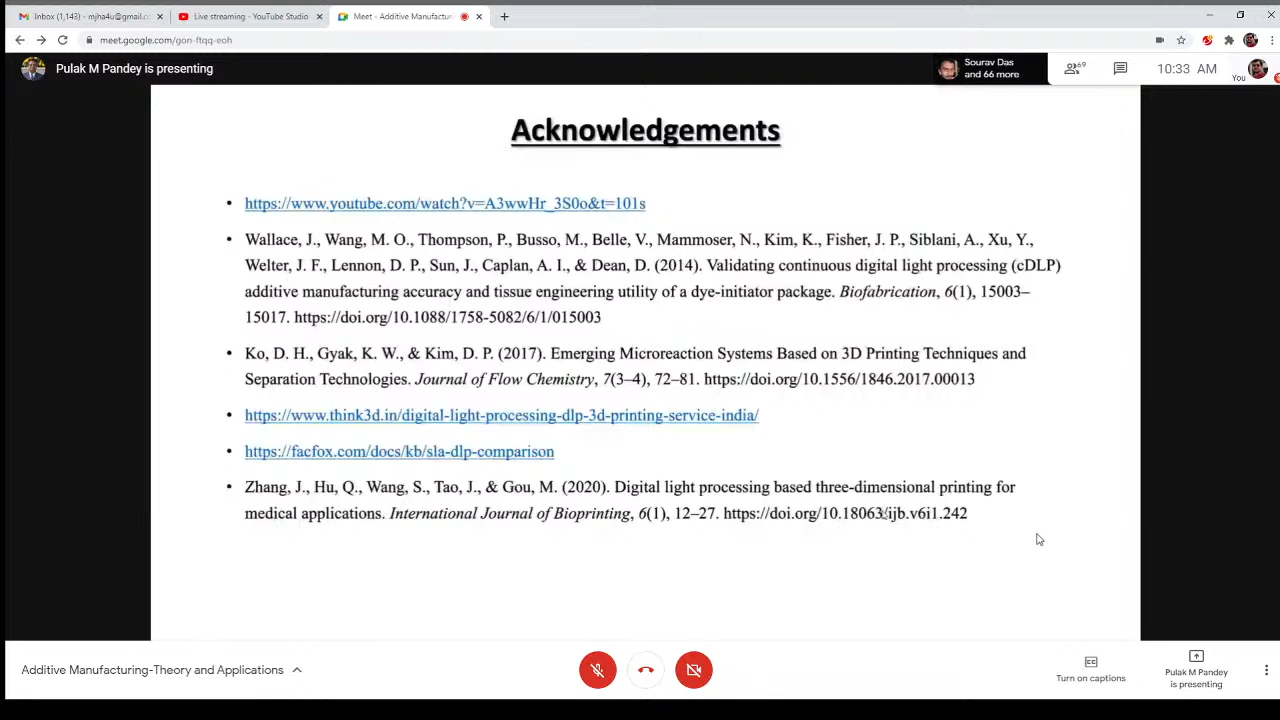 Inbox (1,143) - mjha4u@gmail.c
Live streaming - YouTube Studio
Meet - Additive Manufactur
meet.google.com/gon-ftqq-eoh
Pulak M Pandey is presenting
Sourav Das
and 66 more
69
10:33 AM
You
Acknowledgements
• https://www.youtube.com/watch?v=A3wwHr_3S0o&t=101s
• Wallace, J., Wang, M. O., Thompson, P., Busso, M., Belle, V., Mammoser, N., Kim, K., Fisher, J. P., Siblani, A., Xu, Y.,
Welter, J. F., Lennon, D. P., Sun, J., Caplan, A. I., & Dean, D. (2014). Validating continuous digital light processing (cDLP)
additive manufacturing accuracy and tissue engineering utility of a dye-initiator package. Biofabrication, 6(1), 15003–
15017. https://doi.org/10.1088/1758-5082/6/1/015003
• Ko, D. H., Gyak, K. W., & Kim, D. P. (2017). Emerging Microreaction Systems Based on 3D Printing Techniques and
Separation Technologies. Journal of Flow Chemistry, 7(3–4), 72–81. https://doi.org/10.1556/1846.2017.00013
• https://www.think3d.in/digital-light-processing-dlp-3d-printing-service-india/
• https://facfox.com/docs/kb/sla-dlp-comparison
• Zhang, J., Hu, Q., Wang, S., Tao, J., & Gou, M. (2020). Digital light processing based three-dimensional printing for
medical applications. International Journal of Bioprinting, 6(1), 12–27. https://doi.org/10.18063/ijb.v6i1.242
Additive Manufacturing-Theory and Applications
Turn on captions
Pulak M Pandey
is presenting